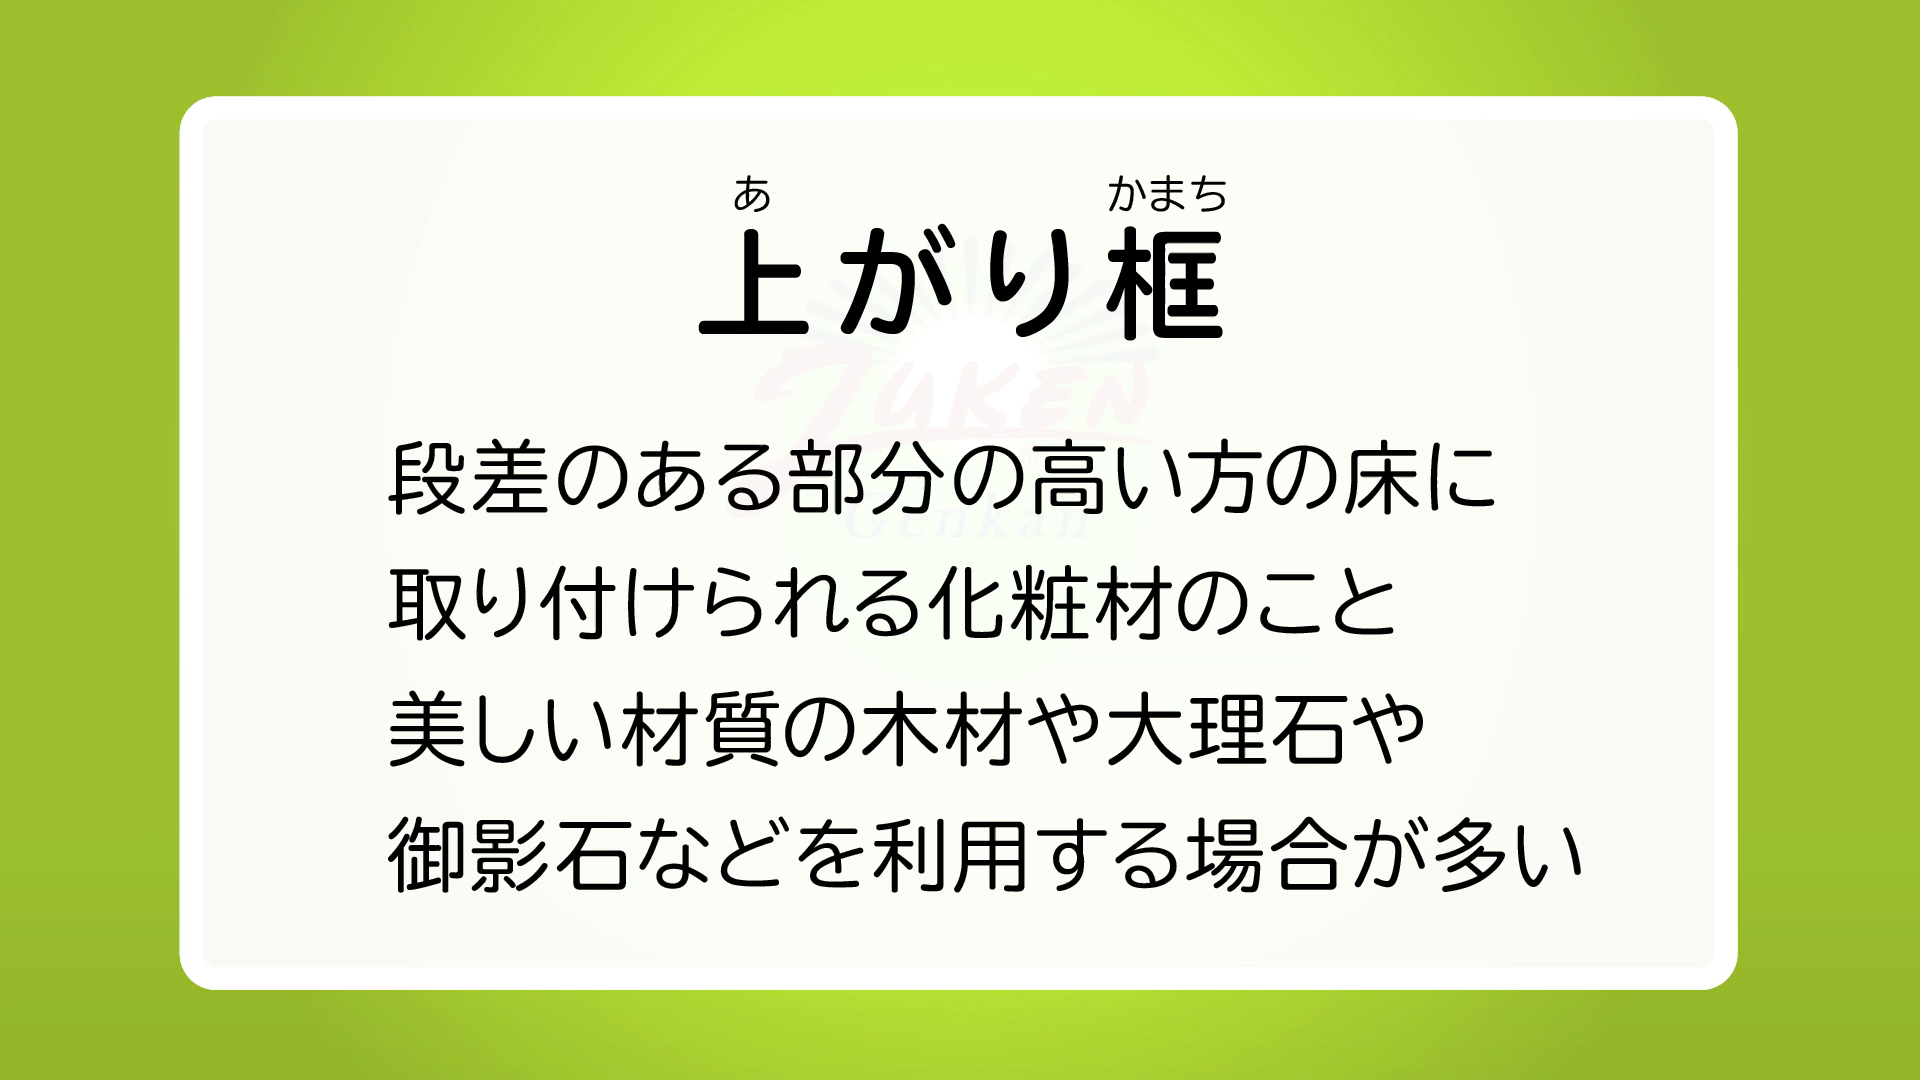 あ かまち
上がり框
ZUKEN
Genkan
段差のある部分の高い方の床に
取り付けられる化粧材のこと
美しい材質の木材や大理石や
御影石などを利用する場合が多い